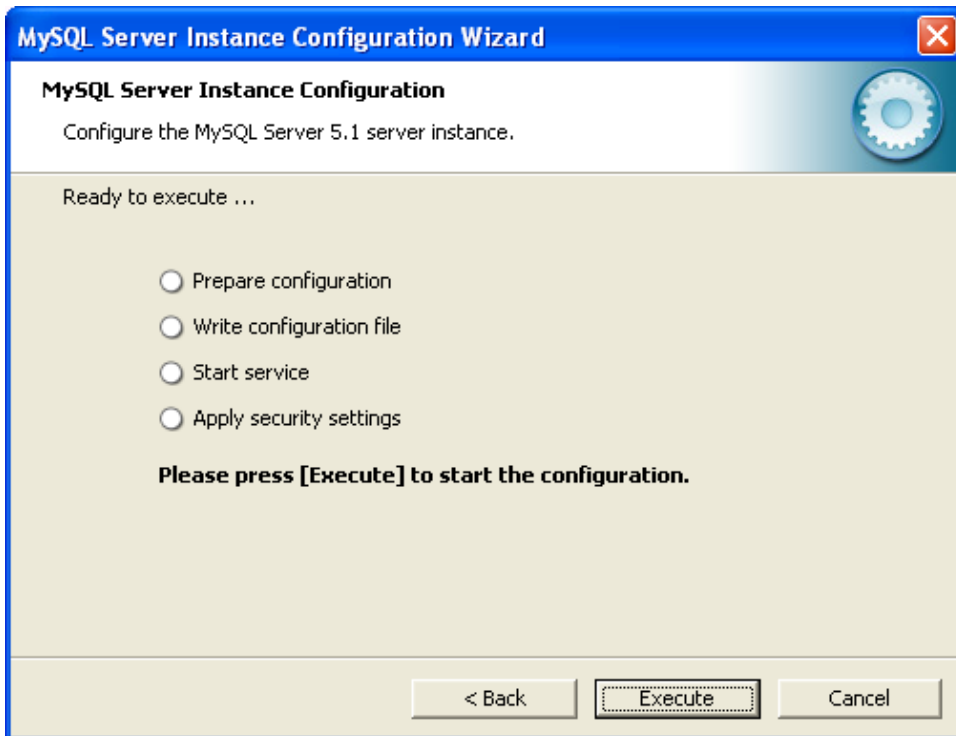 MySQL Server Instance Configuration Wizard
MySQL Server Instance Configuration
Configure the MySQL Server 5.1 server instance.
Ready to execute ...
Prepare configuration
Write configuration file
Start service
Apply security settings
Please press [Execute] to start the configuration.
< Back
Execute
Cancel